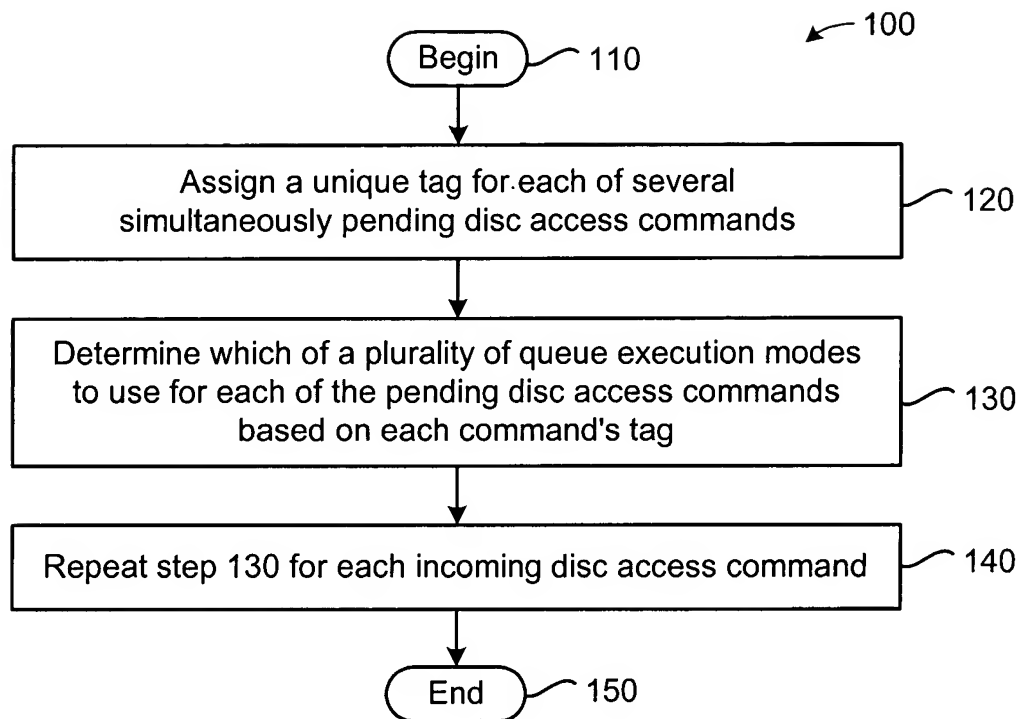 100
Begin
110
Assign a unique tag for each of several
simultaneously pending disc access commands
120
Determine which of a plurality of queue execution modes
to use for each of the pending disc access commands
based on each command's tag
130
Repeat step 130 for each incoming disc access command
140
End
150